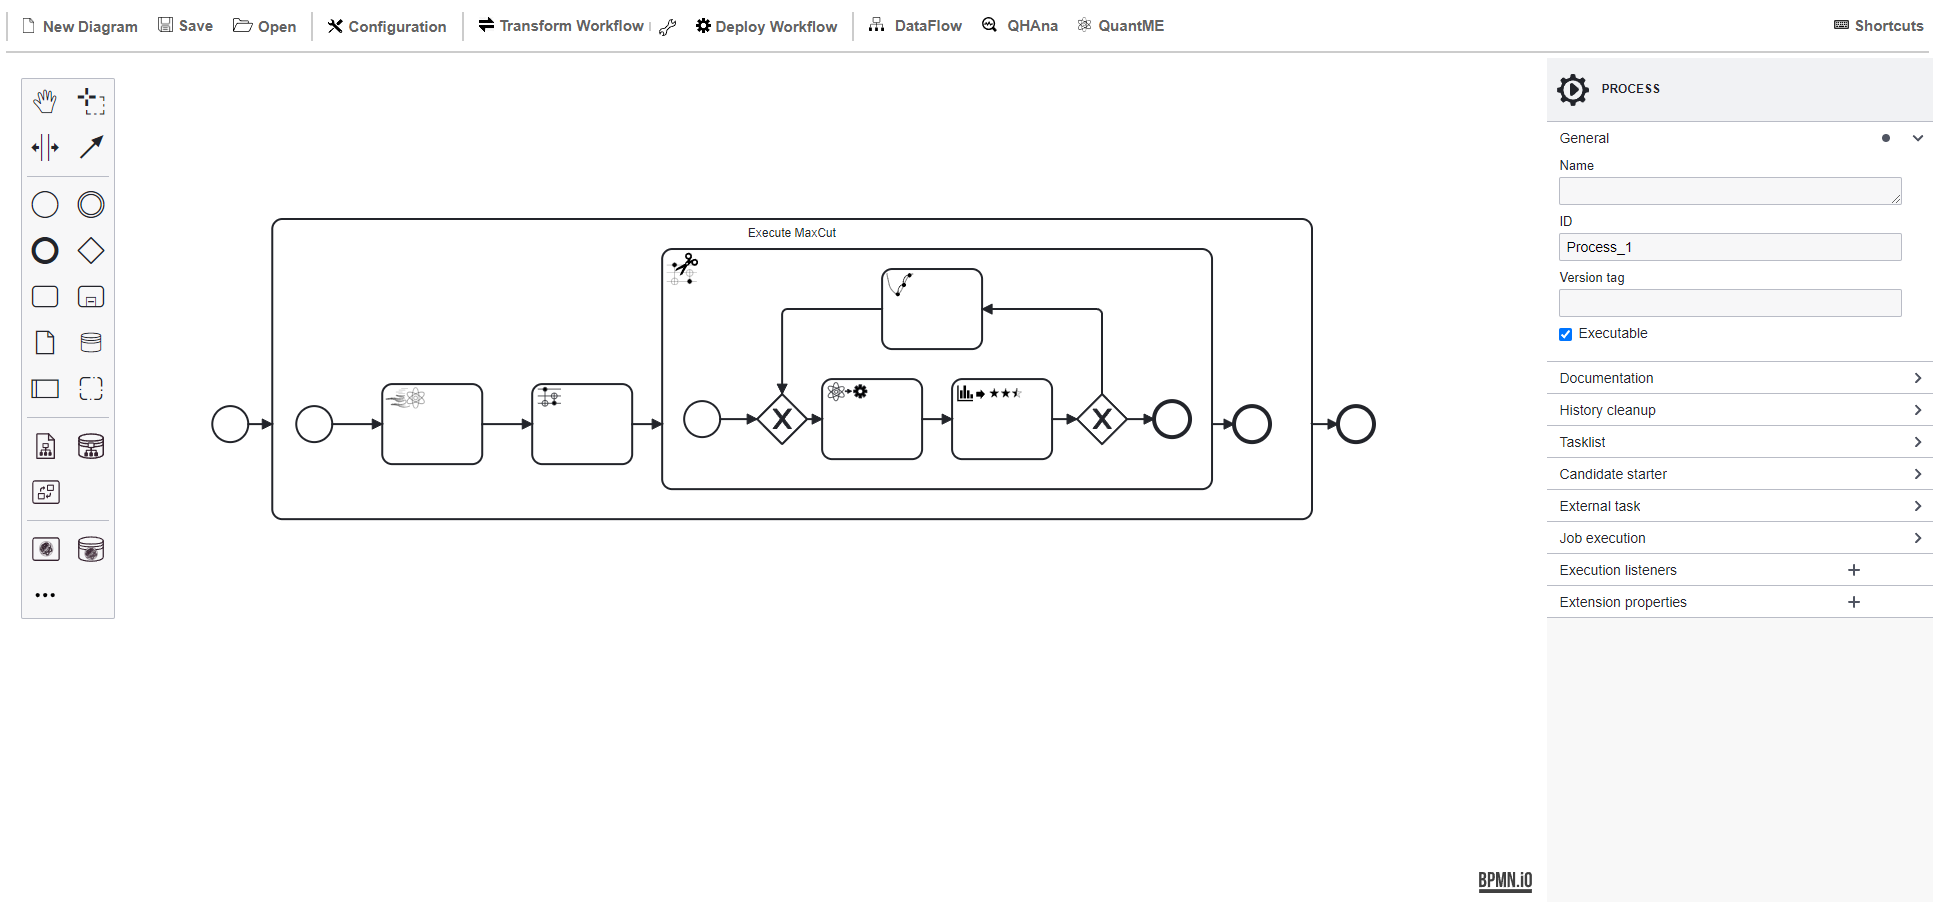 New Diagram Save Open Configuration Transform Workflow Deploy Workflow DataFlow QHAna QuantME Shortcuts
PROCESS
General
Name
ID
Process_1
Version tag
Executable
Documentation
History cleanup
Tasklist
Candidate starter
External task
Job execution
Execution listeners
Extension properties
Execute MaxCut
BPMN.iO